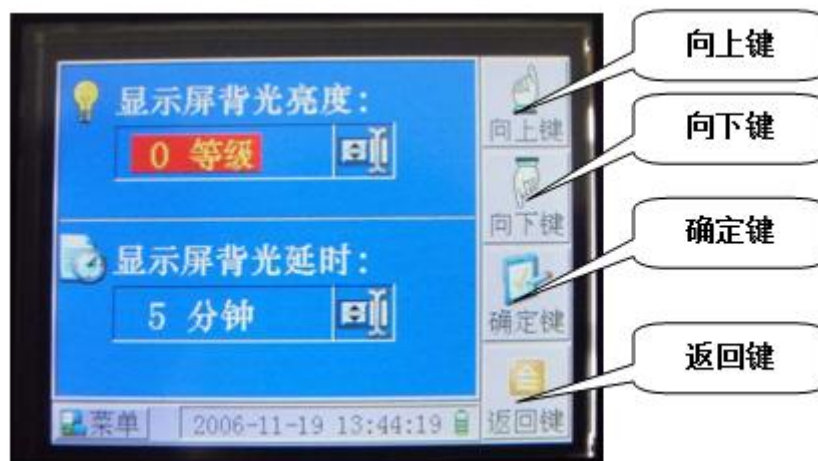 显示屏背光亮度:
0 等级
显示屏背光延时:
5 分钟
菜单
2006-11-19 13:44:19
向上键
向下键
确定键
返回键
向上键
向下键
确定键
返回键